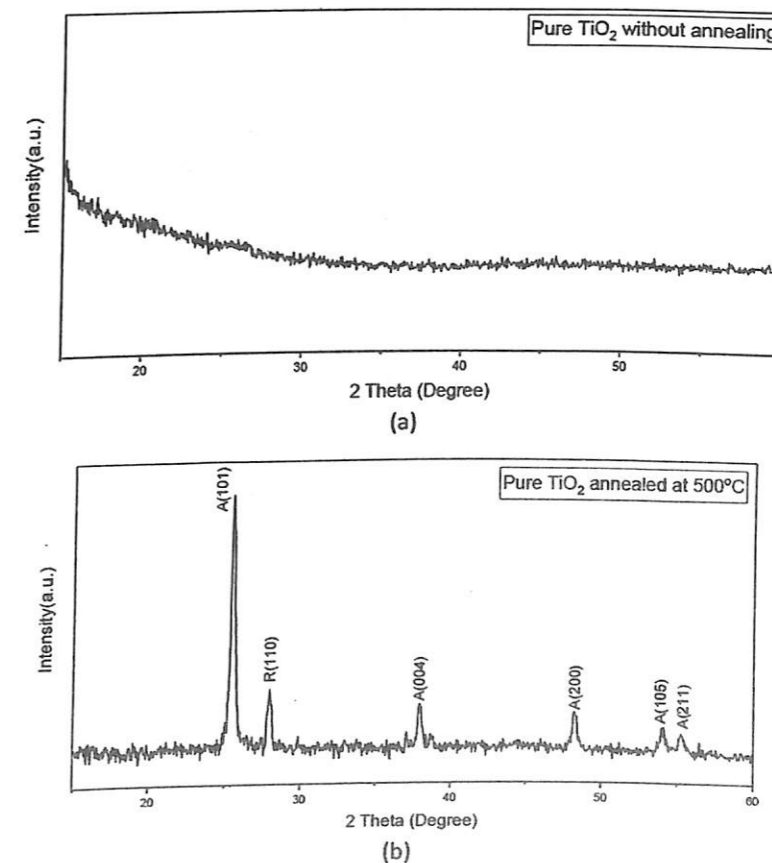 Pure TiO₂ without annealing
Intensity(a.u.)
20 30 40 50
2 Theta (Degree)
(a)
Pure TiO₂ annealed at 500°C
Intensity(a.u.)
A(101)
R(110)
A(004)
A(200)
A(105)
A(211)
20 30 40 50 60
2 Theta (Degree)
(b)